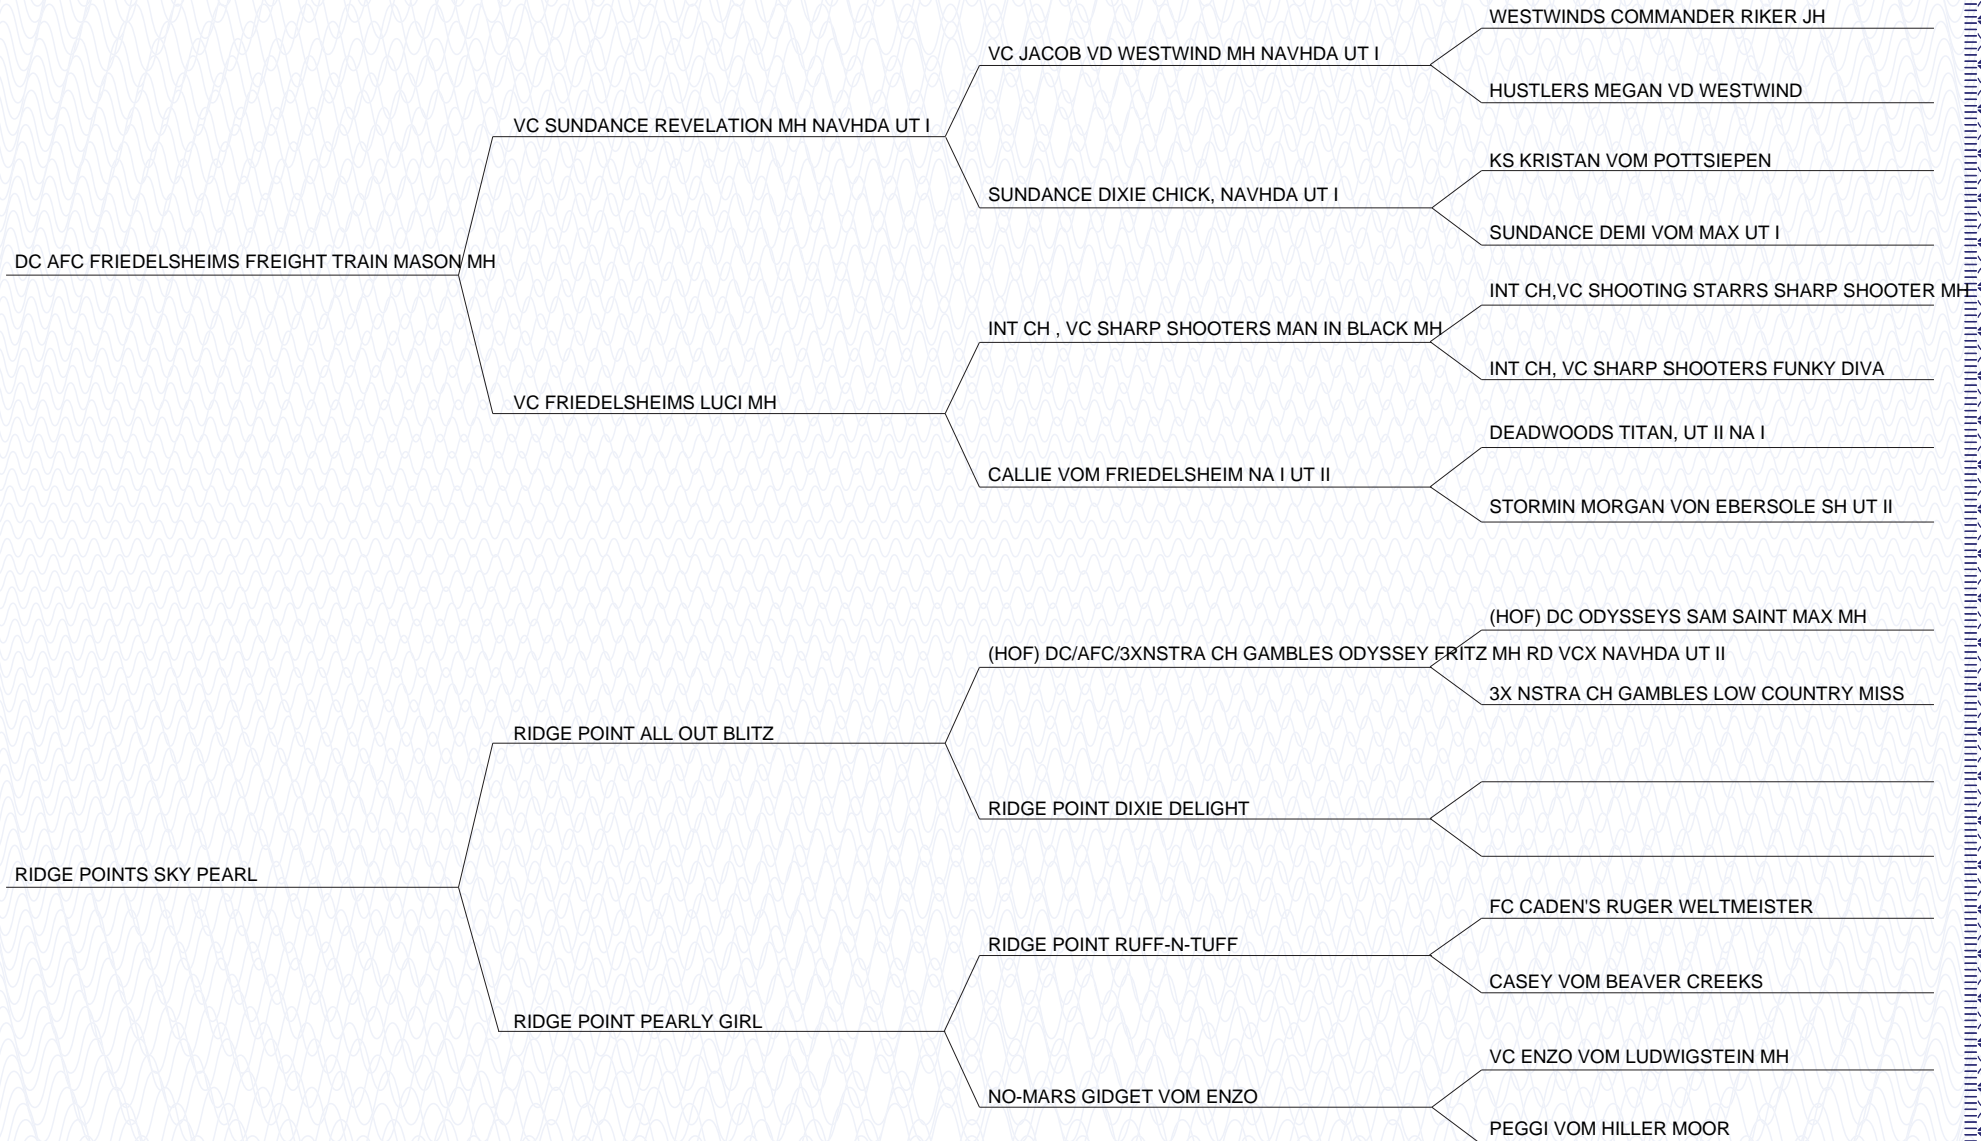 WESTWINDS COMMANDER RIKER JH
VC JACOB VD WESTWIND MH NAVHDA UT I
HUSTLERS MEGAN VD WESTWIND
VC SUNDANCE REVELATION MH NAVHDA UT I
KS KRISTAN VOM POTTSIEPEN
SUNDANCE DIXIE CHICK, NAVHDA UT I
SUNDANCE DEMI VOM MAX UT I
DC AFC FRIEDELSHEIMS FREIGHT TRAIN MASON MH
INT CH,VC SHOOTING STARRS SHARP SHOOTER MH
INT CH , VC SHARP SHOOTERS MAN IN BLACK MH
INT CH, VC SHARP SHOOTERS FUNKY DIVA
VC FRIEDELSHEIMS LUCI MH
DEADWOODS TITAN, UT II NA I
CALLIE VOM FRIEDELSHEIM NA I UT II
STORMIN MORGAN VON EBERSOLE SH UT II
(HOF) DC ODYSSEYS SAM SAINT MAX MH
(HOF) DC/AFC/3XNSTRA CH GAMBLES ODYSSEY FRITZ MH RD VCX NAVHDA UT II
3X NSTRA CH GAMBLES LOW COUNTRY MISS
RIDGE POINT ALL OUT BLITZ
RIDGE POINT DIXIE DELIGHT
RIDGE POINTS SKY PEARL
FC CADEN'S RUGER WELTMEISTER
RIDGE POINT RUFF-N-TUFF
CASEY VOM BEAVER CREEKS
RIDGE POINT PEARLY GIRL
VC ENZO VOM LUDWIGSTEIN MH
NO-MARS GIDGET VOM ENZO
PEGGI VOM HILLER MOOR